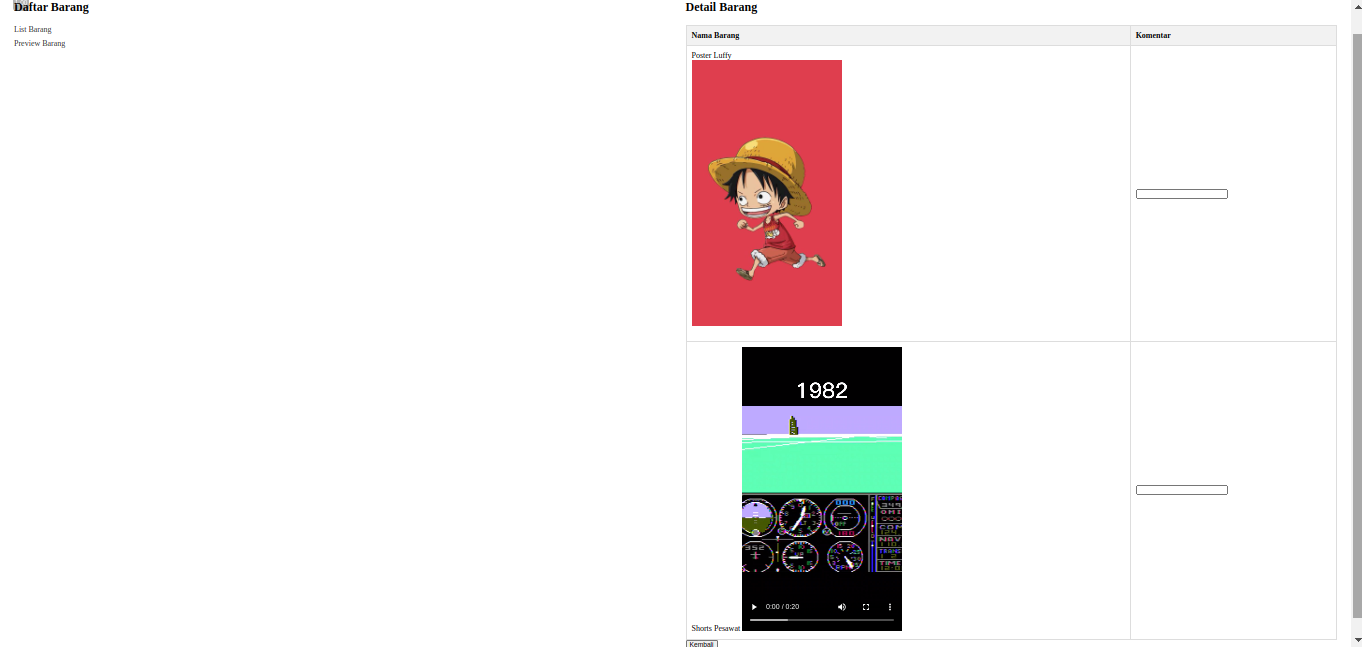 Daftar Barang
List Barang
Preview Barang
Detail Barang
Nama Barang
Komentar
Poster Luffy
1982
0:00 / 0:20
Shorts Pesawat
Kembali